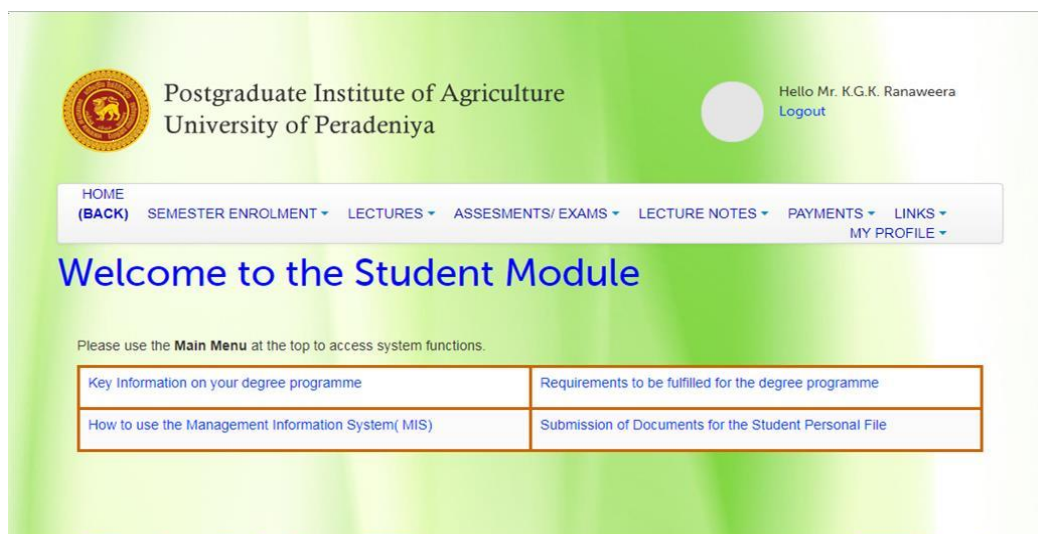 Postgraduate Institute of Agriculture
University of Peradeniya
Hello Mr. K.G.K. Ranaweera
Logout
HOME
(BACK) SEMESTER ENROLMENT LECTURES ASSESMENTS/ EXAMS LECTURE NOTES PAYMENTS LINKS
MY PROFILE
Welcome to the Student Module
Please use the Main Menu at the top to access system functions.
Key Information on your degree programme
Requirements to be fulfilled for the degree programme
How to use the Management Information System( MIS)
Submission of Documents for the Student Personal File